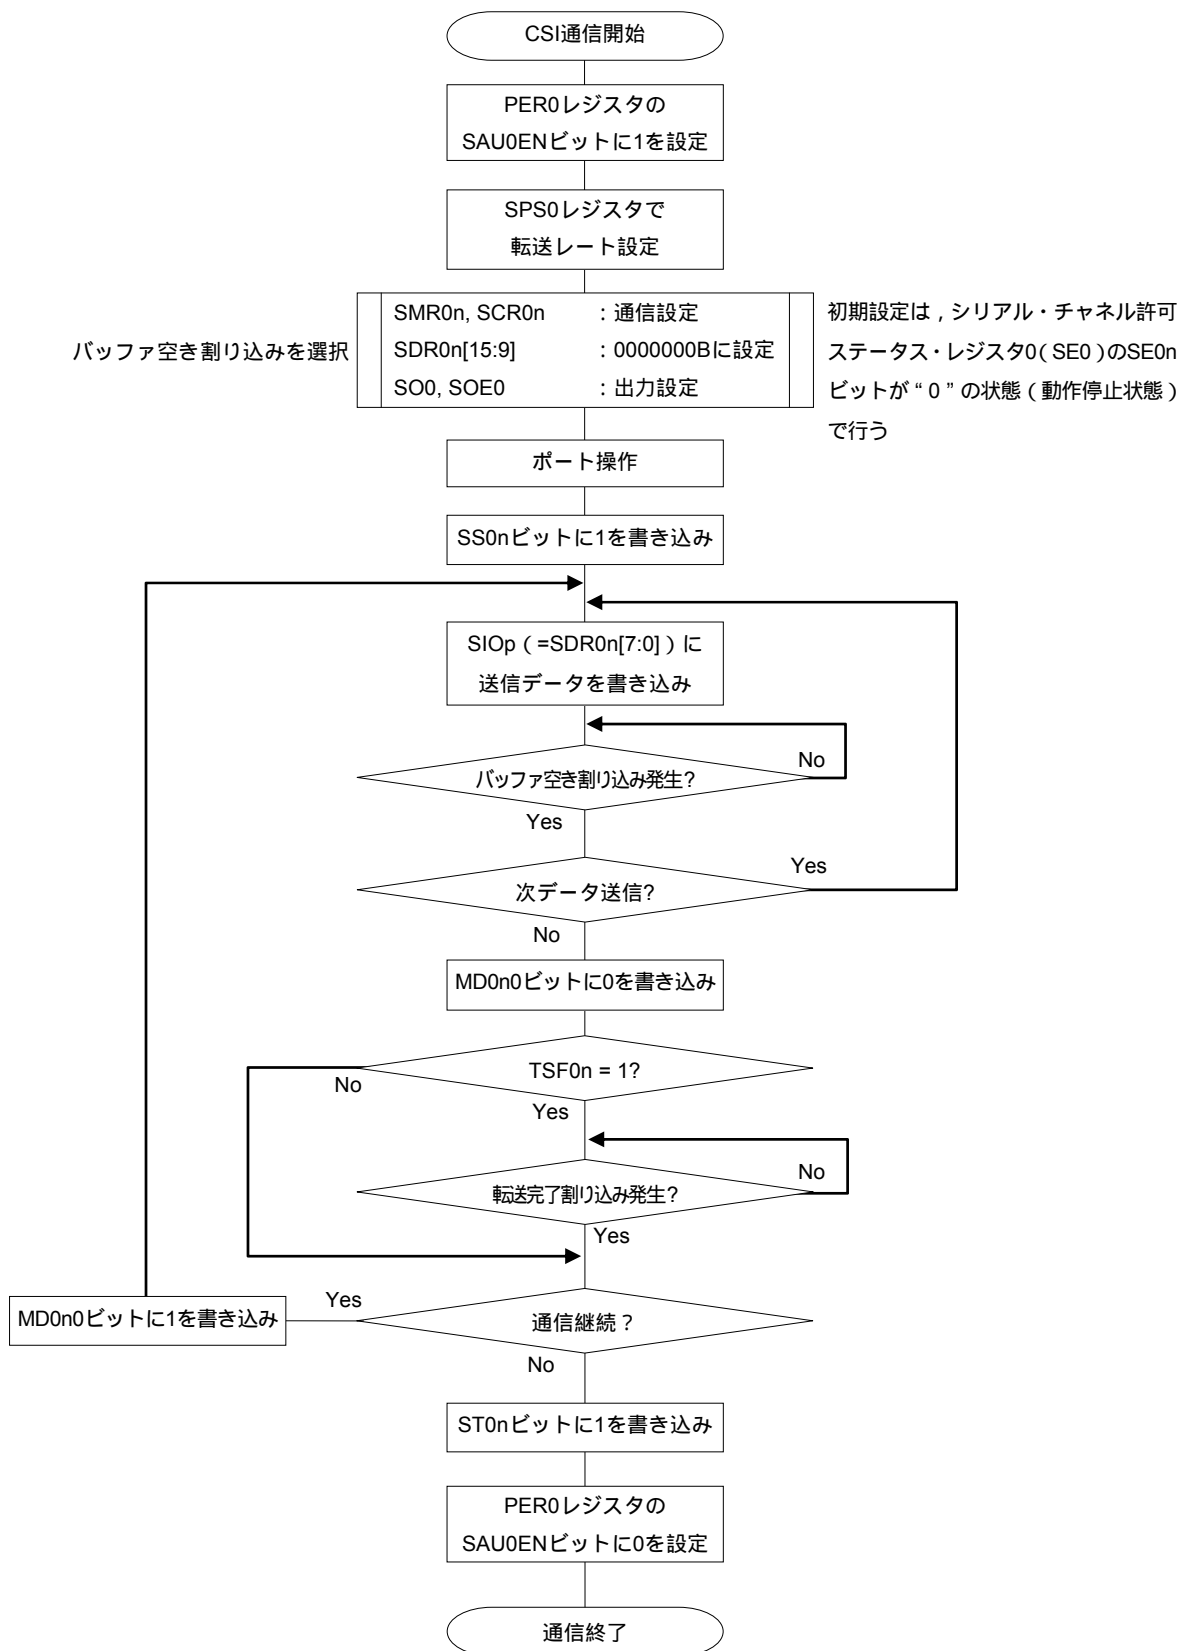 CSI通信開始
PER0レジスタの
SAU0ENビットに1を設定
SPS0レジスタで
転送レート設定
バッファ空き割り込みを選択
SMR0n, SCR0n ：通信設定
SDR0n[15:9] ：0000000Bに設定
SO0, SOE0 ：出力設定
初期設定は，シリアル・チャネル許可
ステータス・レジスタ0（SE0）のSE0n
ビットが“0”の状態（動作停止状態）
で行う
ポート操作
SS0nビットに1を書き込み
SIOp（=SDR0n[7:0]）に
送信データを書き込み
バッファ空き割り込み発生?
No
Yes
次データ送信?
Yes
No
MD0n0ビットに0を書き込み
TSF0n = 1?
No
Yes
転送完了割り込み発生?
No
Yes
通信継続？
Yes
MD0n0ビットに1を書き込み
No
ST0nビットに1を書き込み
PER0レジスタの
SAU0ENビットに0を設定
通信終了